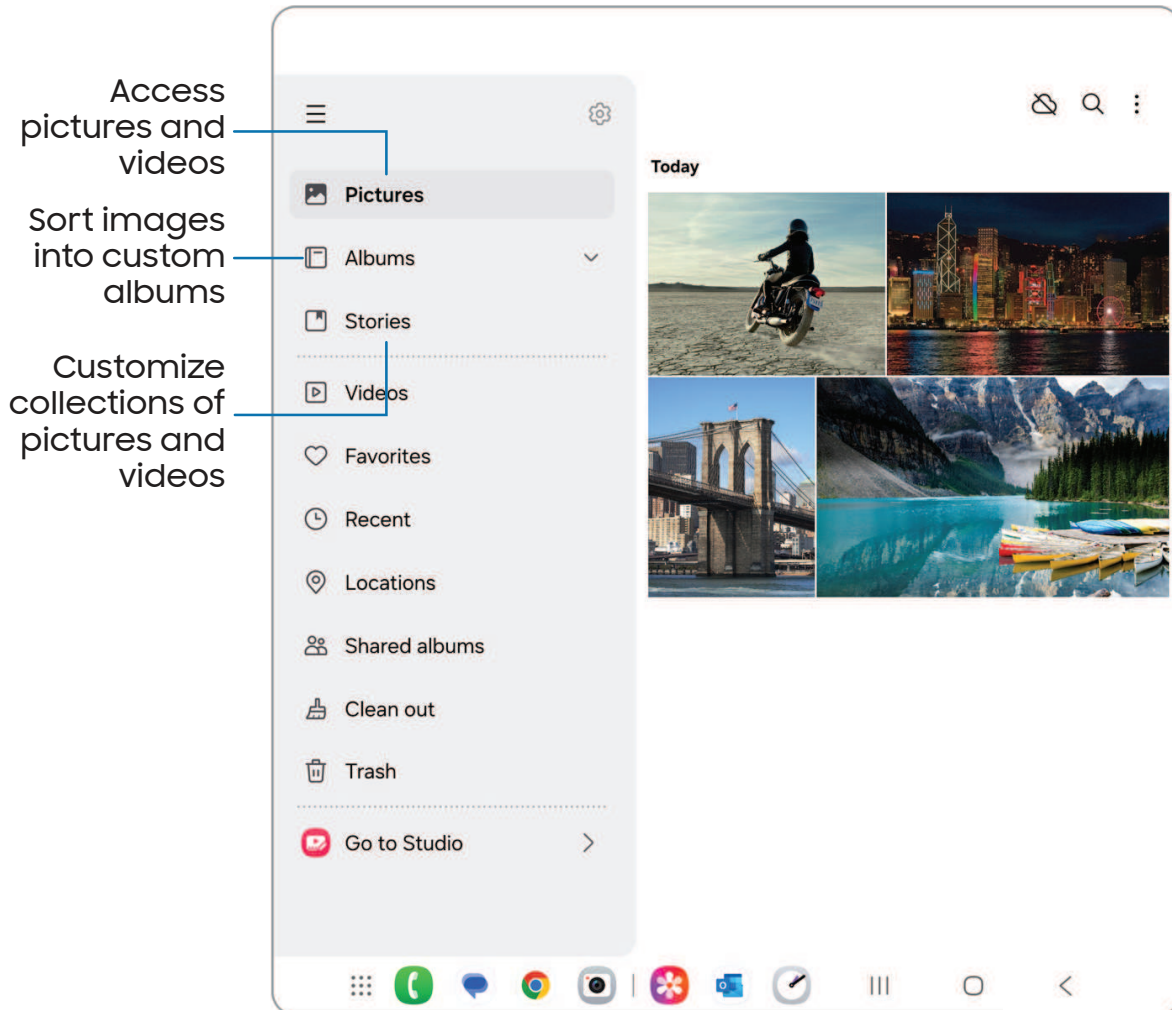 Access
pictures and
videos
Sort images
into custom
albums
Customize
collections of
pictures and
videos
Pictures
Albums
Stories
Videos
Favorites
Recent
Locations
Shared albums
Clean out
Trash
Go to Studio
Today